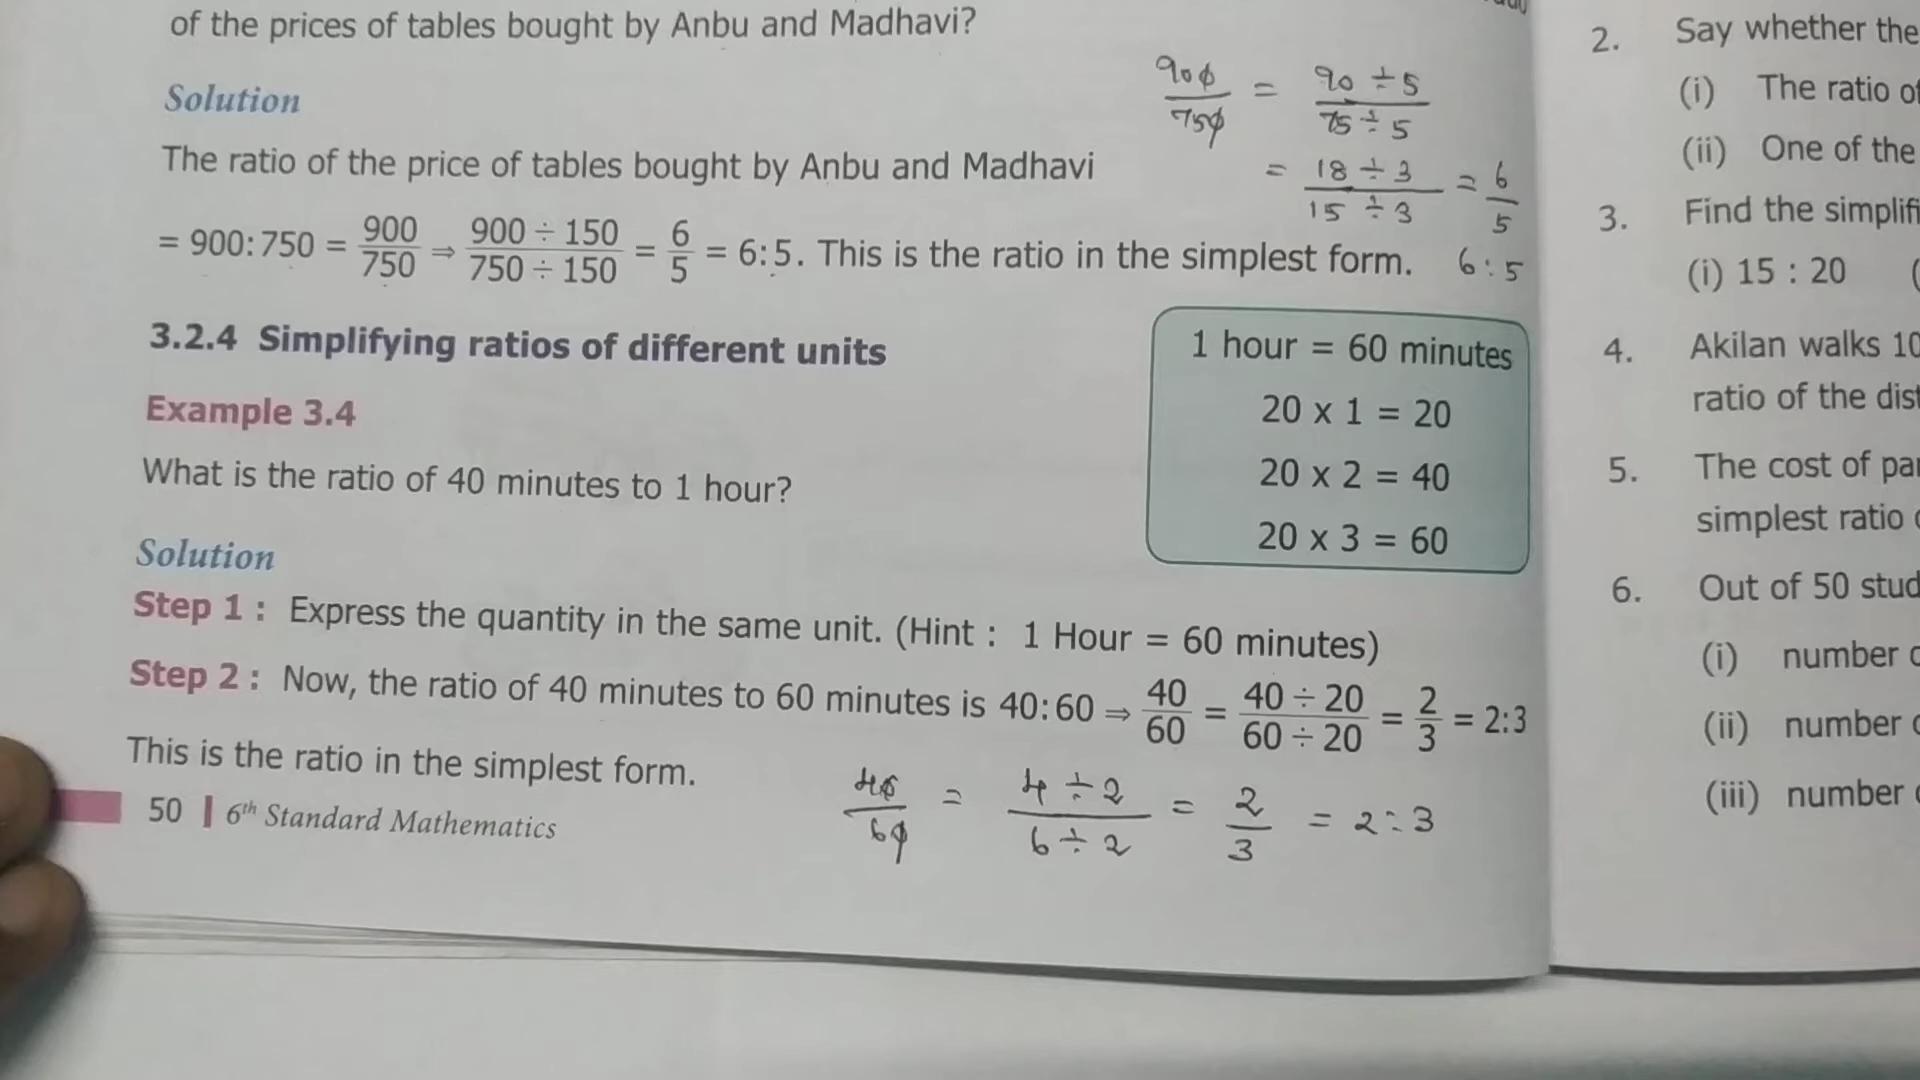 of the prices of tables bought by Anbu and Madhavi?
Solution
900/750 = 90 ÷ 5/75 ÷ 5
= 18 ÷ 3/15 ÷ 3 = 6/5
6 : 5
The ratio of the price of tables bought by Anbu and Madhavi
= 900:750 = 900/750 ⇒ 900 ÷ 150/750 ÷ 150 = 6/5 = 6:5. This is the ratio in the simplest form.
3.2.4 Simplifying ratios of different units
Example 3.4
What is the ratio of 40 minutes to 1 hour?
1 hour = 60 minutes
20 x 1 = 20
20 x 2 = 40
20 x 3 = 60
Solution
Step 1 : Express the quantity in the same unit. (Hint : 1 Hour = 60 minutes)
Step 2 : Now, the ratio of 40 minutes to 60 minutes is 40:60 ⇒ 40/60 = 40 ÷ 20/60 ÷ 20 = 2/3 = 2:3
This is the ratio in the simplest form.
40/60 = 4 ÷ 2/6 ÷ 2 = 2/3 = 2 : 3
50 | 6th Standard Mathematics
2. Say whether the
(i) The ratio of
(ii) One of the
3. Find the simplifi
(i) 15 : 20 (
4. Akilan walks 10
ratio of the dist
5. The cost of par
simplest ratio
6. Out of 50 stud
(i) number
(ii) number
(iii) number